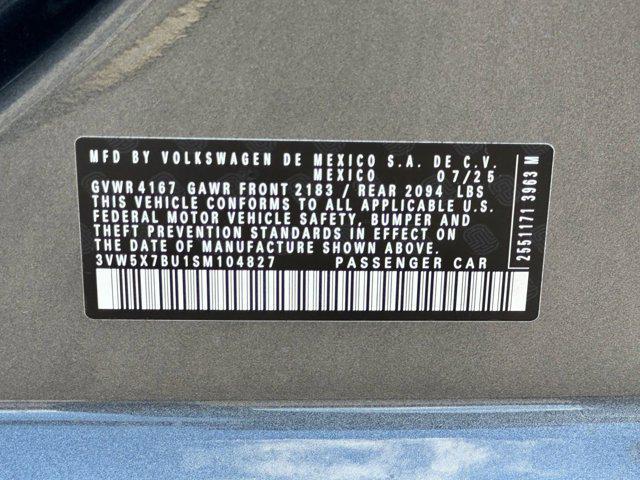 MFD BY VOLKSWAGEN DE MEXICO S.A. DE C.V.
MEXICO 07/25
GVWR 4167 GAWR FRONT 2183 / REAR 2094 LBS
THIS VEHICLE CONFORMS TO ALL APPLICABLE U.S.
FEDERAL MOTOR VEHICLE SAFETY, BUMPER AND
THEFT PREVENTION STANDARDS IN EFFECT ON
THE DATE OF MANUFACTURE SHOWN ABOVE.
3VW5X7BU1SM104827 PASSENGER CAR
2551171 3963 M